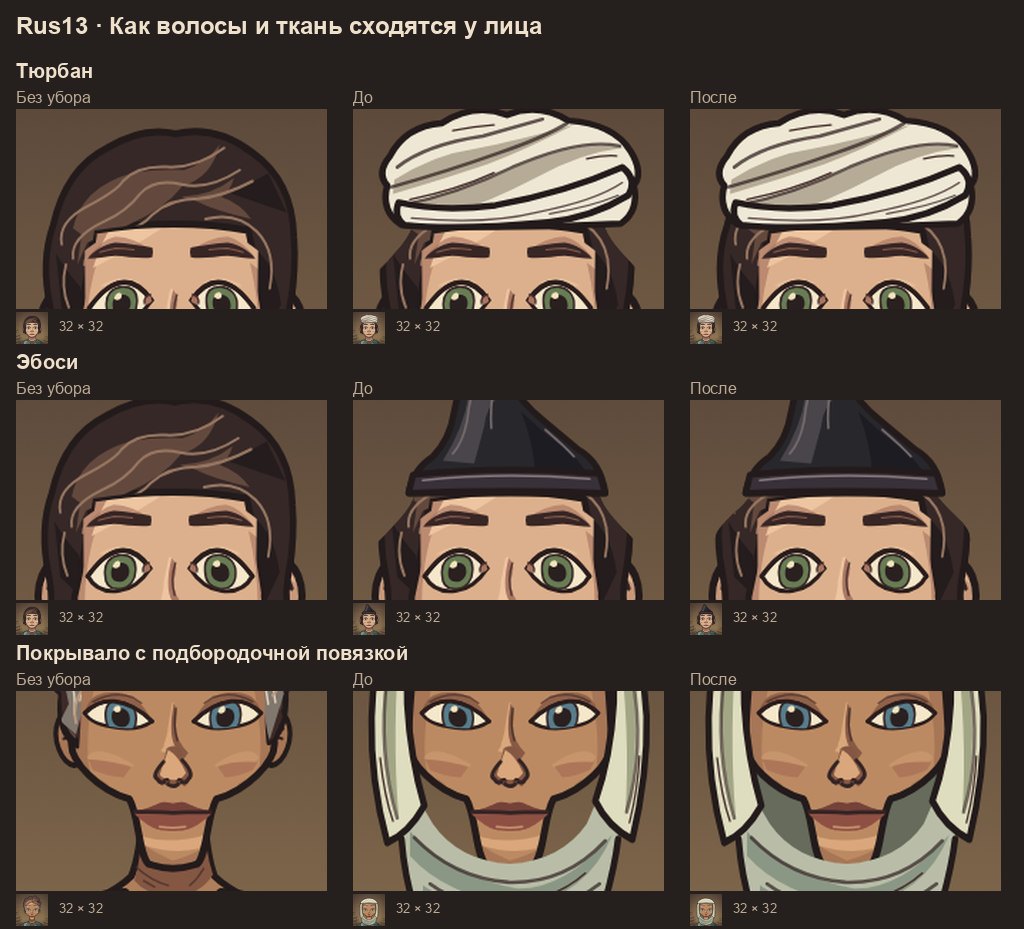 Rus13 · Как волосы и ткань сходятся у лица
Тюрбан
Без убора До После
32 × 32 32 × 32 32 × 32
Эбоси
Без убора До После
32 × 32 32 × 32 32 × 32
Покрывало с подбородочной повязкой
Без убора До После
32 × 32 32 × 32 32 × 32